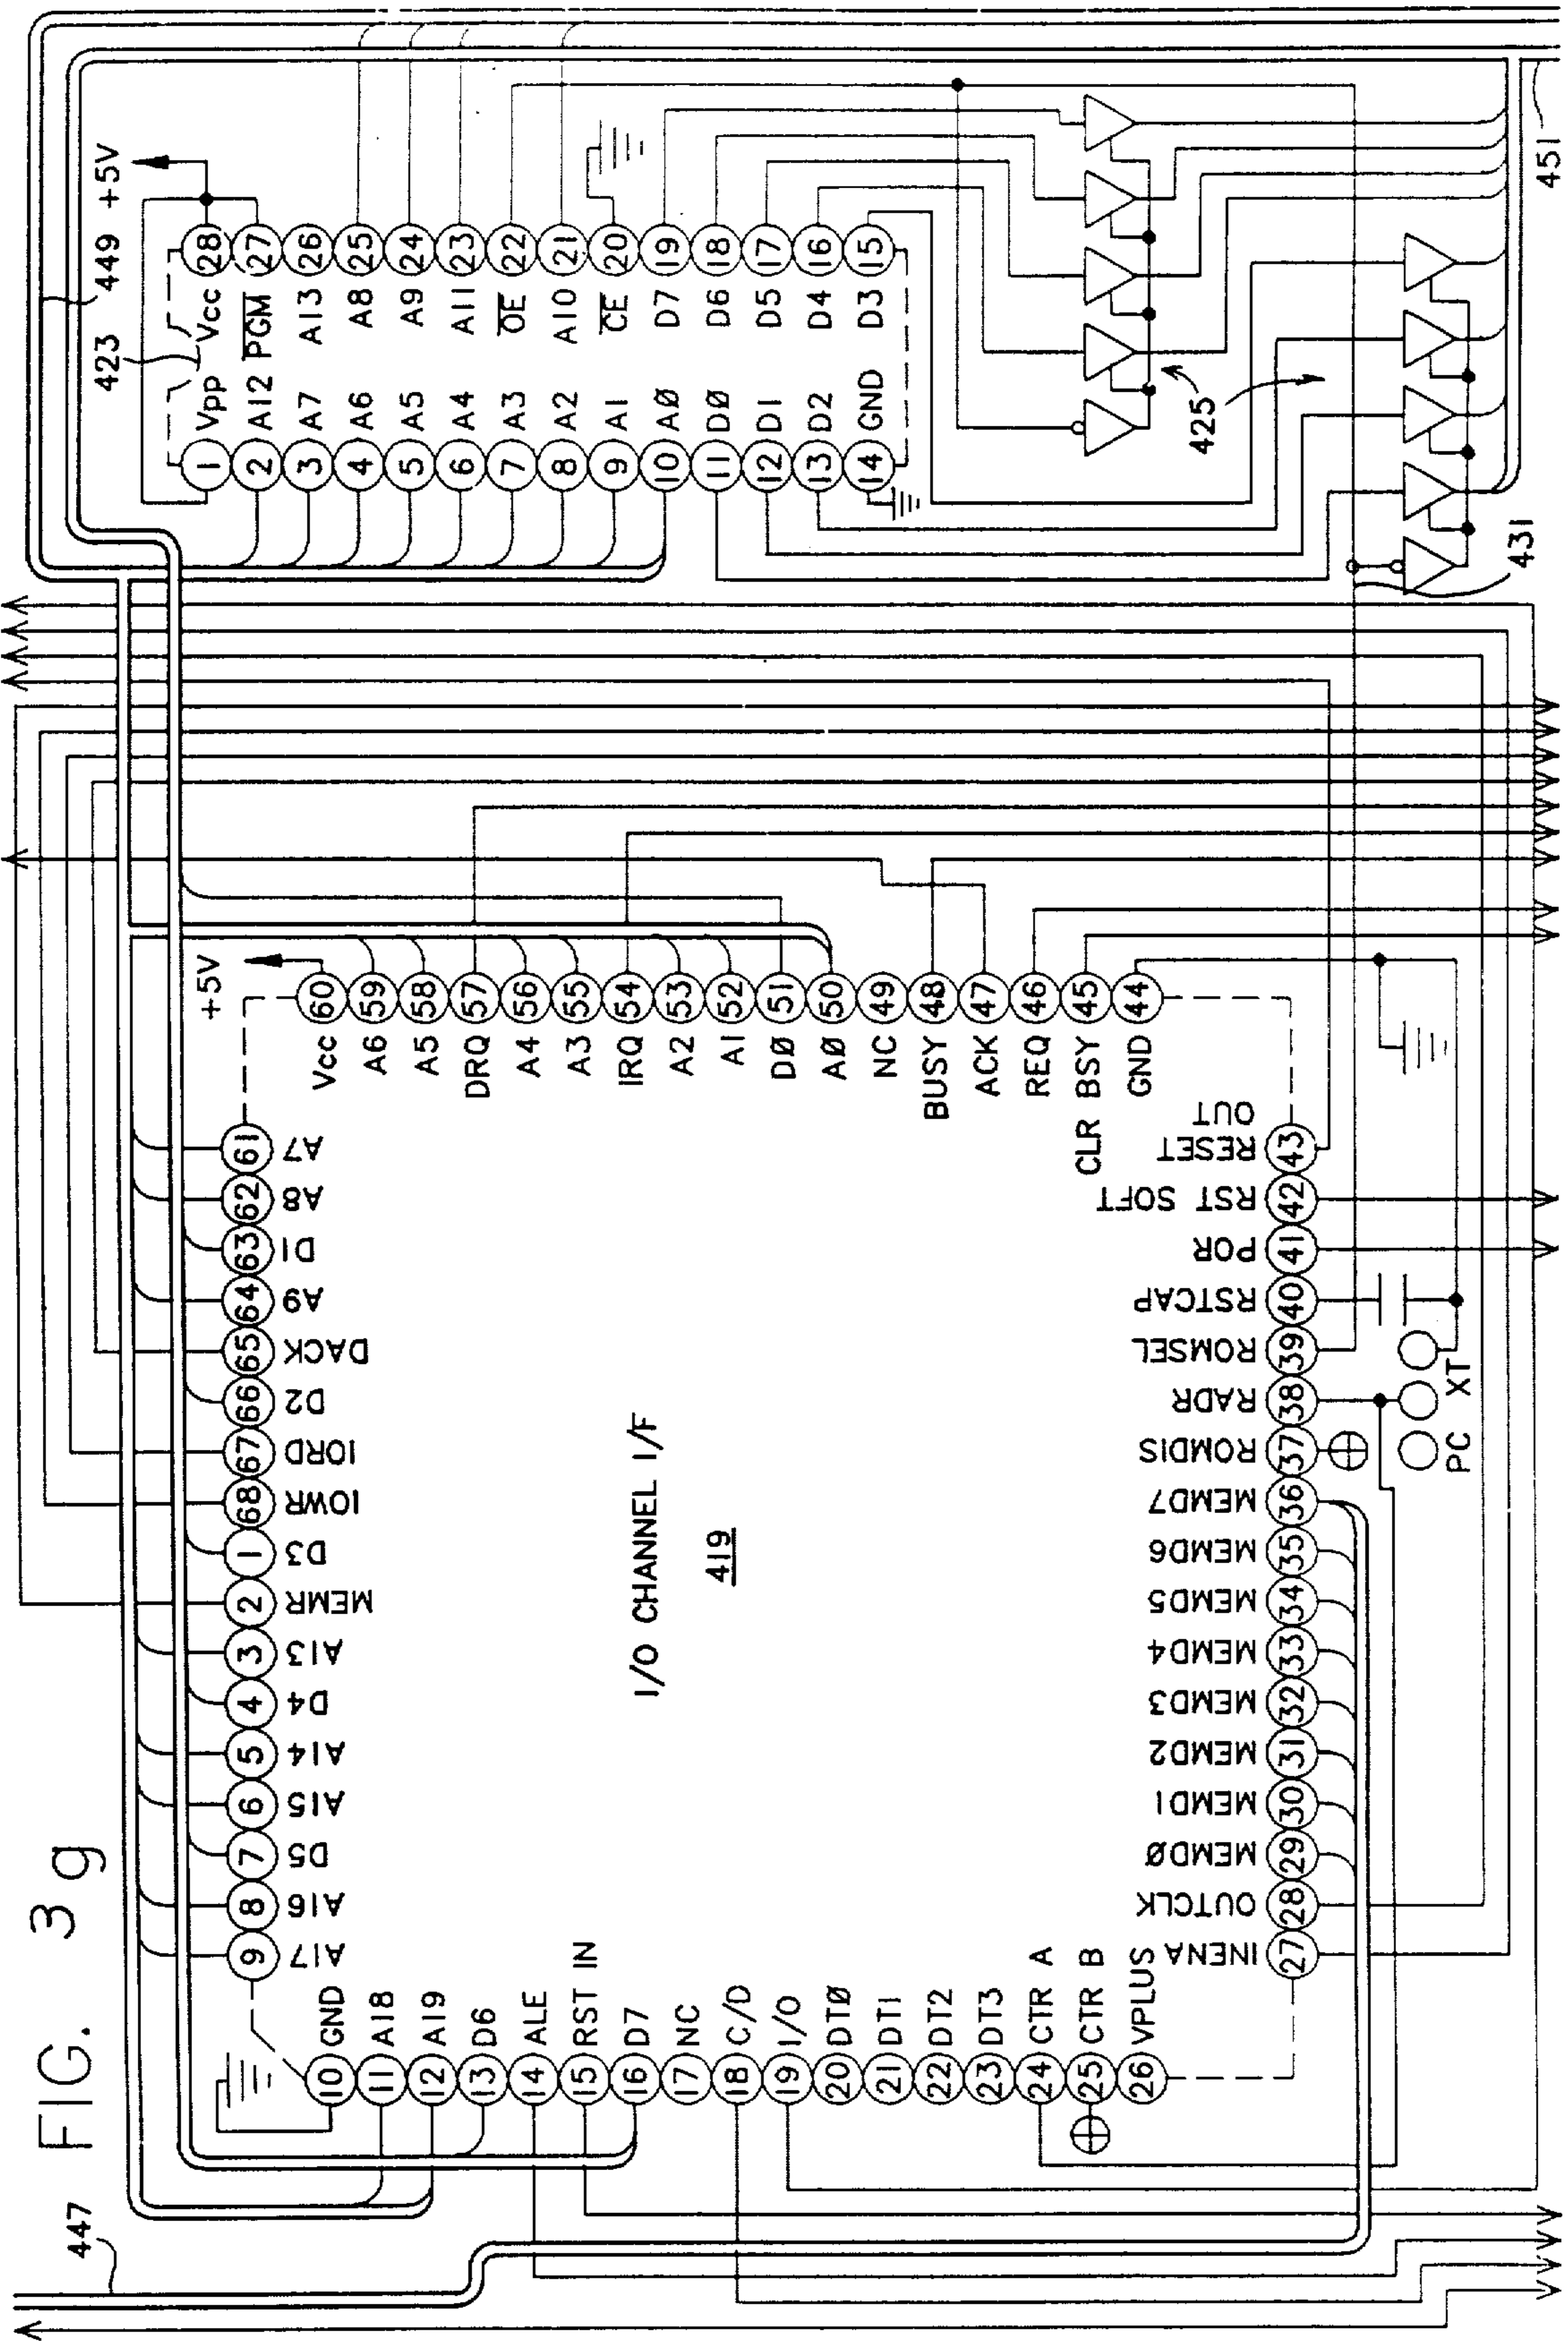 FIG. 3g
447
449
423
+5V
1 Vpp
2 A12
3 A7
4 A6
5 A5
6 A4
7 A3
8 A2
9 A1
10 AØ
11 DØ
12 D1
13 D2
14 GND
28 Vcc
27 PGM
26 A13
25 A8
24 A9
23 A11
22 OE
21 A10
20 CE
19 D7
18 D6
17 D5
16 D4
15 D3
425
431
451
I/O CHANNEL I/F
419
+5V
60 Vcc
59 A6
58 A5
57 DRQ
56 A4
55 A3
54 IRQ
53 A2
52 A1
51 DØ
50 AØ
49 NC
48 BUSY
47 ACK
46 REQ
45 CLR BSY
44 GND
61 A7
62 A8
63 D1
64 A9
65 DACK
66 D2
67 IORD
68 IOWR
1 D3
2 MEMR
3 A13
4 D4
5 A14
6 A15
7 D5
8 A16
9 A17
10 GND
11 A18
12 A19
13 D6
14 ALE
15 RST IN
16 D7
17 NC
18 C/D
19 I/O
20 DTØ
21 DT1
22 DT2
23 DT3
24 CTR A
25 CTR B
26 VPLUS
27 INENA
28 OUTCLK
29 MEMDØ
30 MEMD1
31 MEMD2
32 MEMD3
33 MEMD4
34 MEMD5
35 MEMD6
36 MEMD7
37 ROMDIS
38 RADR
39 ROMSEL
40 RSTCAP
41 POR
42 RST SOFT
43 RESET OUT
PC XT